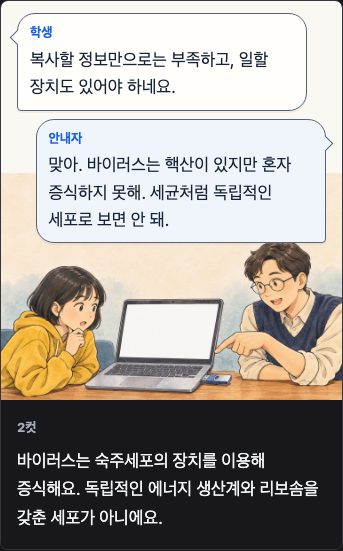 학생
복사할 정보만으로는 부족하고, 일할
장치도 있어야 하네요.
안내자
맞아. 바이러스는 핵산이 있지만 혼자
증식하지 못해. 세균처럼 독립적인
세포로 보면 안 돼.
2컷
바이러스는 숙주세포의 장치를 이용해
증식해요. 독립적인 에너지 생산계와 리보솜을
갖춘 세포가 아니에요.